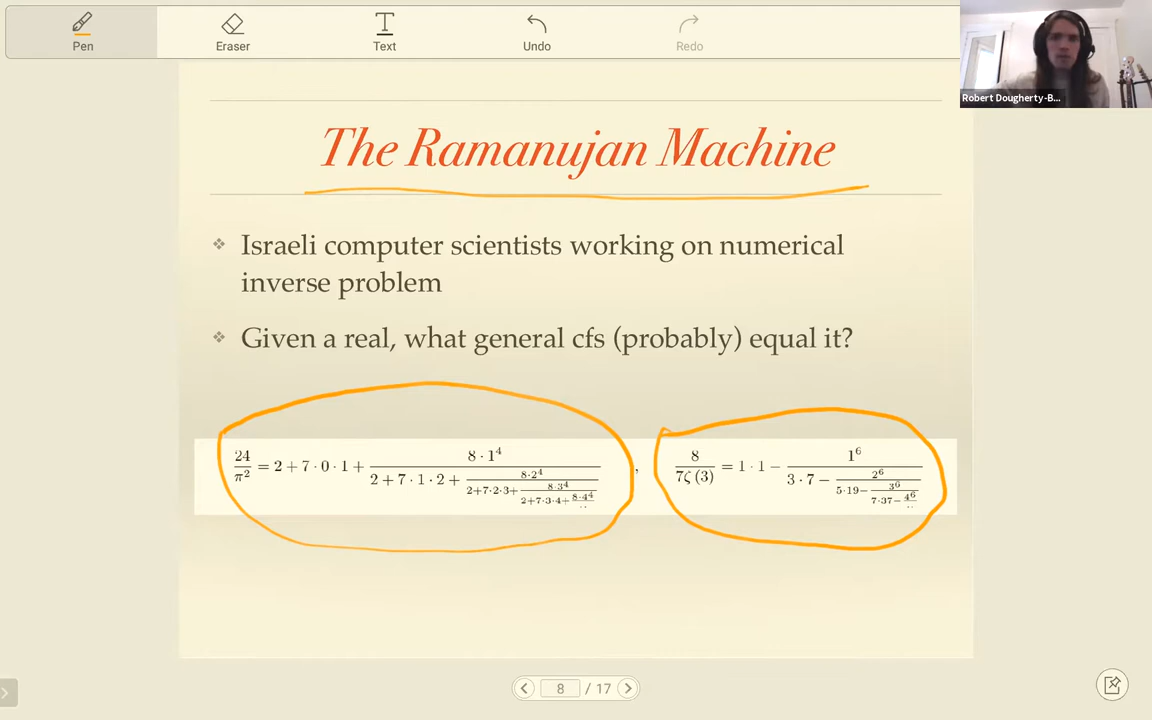 Pen Eraser Text Undo Redo
Robert Dougherty-B...
The Ramanujan Machine
❖ Israeli computer scientists working on numerical
inverse problem
❖ Given a real, what general cfs (probably) equal it?
24/π² = 2 + 7 · 0 · 1 + 8 · 1⁴/(2 + 7 · 1 · 2 + 8·2⁴/(2+7·2·3+ 8·3⁴/(2+7·3·4+ 8·4⁴/⋱))), 8/(7ζ(3)) = 1 · 1 − 1⁶/(3 · 7 − 2⁶/(5·19− 3⁶/(7·37− 4⁶/⋱)))
8 / 17